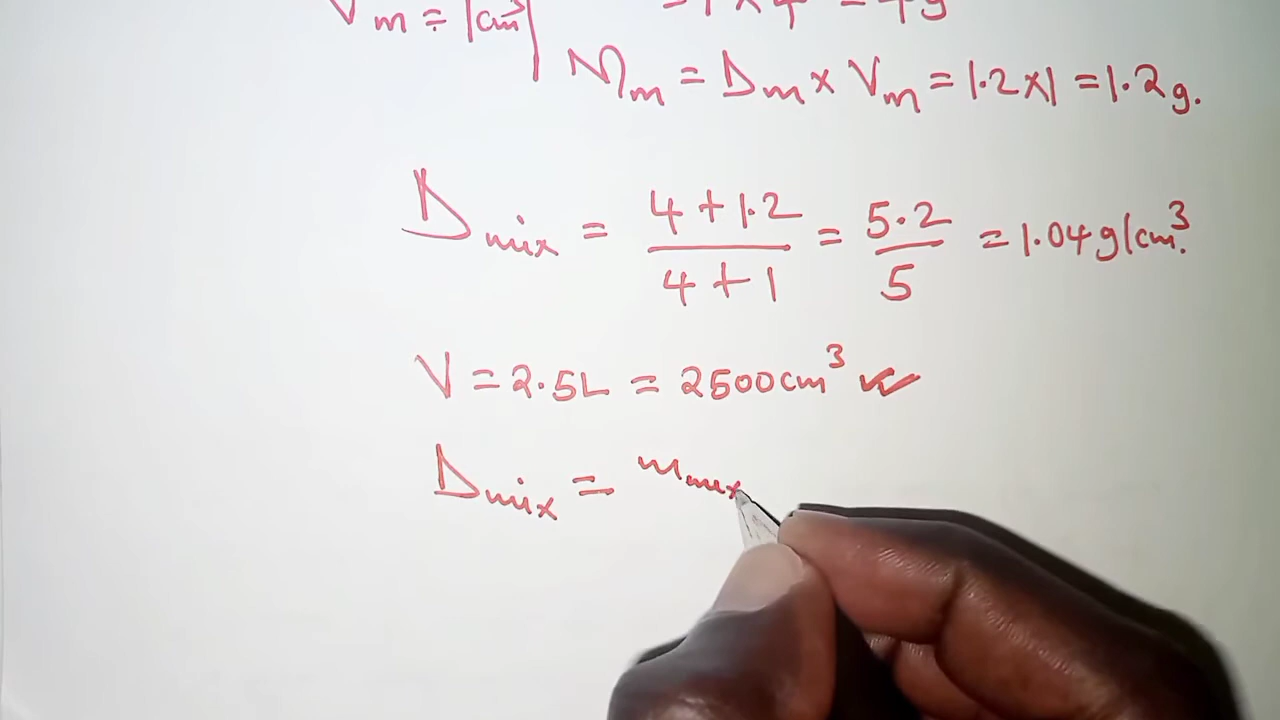 Vm = 1cm³ = 1 x 4 = 4g
Mm = Dm x Vm = 1.2 x 1 = 1.2g.
Dmix = 4 + 1.2 / 4 + 1 = 5.2 / 5 = 1.04g/cm³.
V = 2.5L = 2500cm³
Dmix = mmix